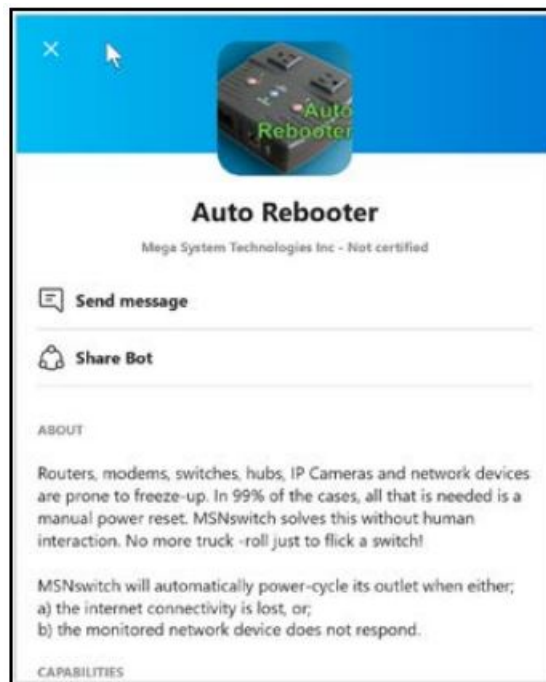 Auto
Rebooter
Auto Rebooter
Mega System Technologies Inc - Not certified
Send message
Share Bot
ABOUT
Routers, modems, switches, hubs, IP Cameras and network devices
are prone to freeze-up. In 99% of the cases, all that is needed is a
manual power reset. MSNswitch solves this without human
interaction. No more truck -roll just to flick a switch!
MSNswitch will automatically power-cycle its outlet when either;
a) the internet connectivity is lost, or;
b) the monitored network device does not respond.
CAPABILITIES